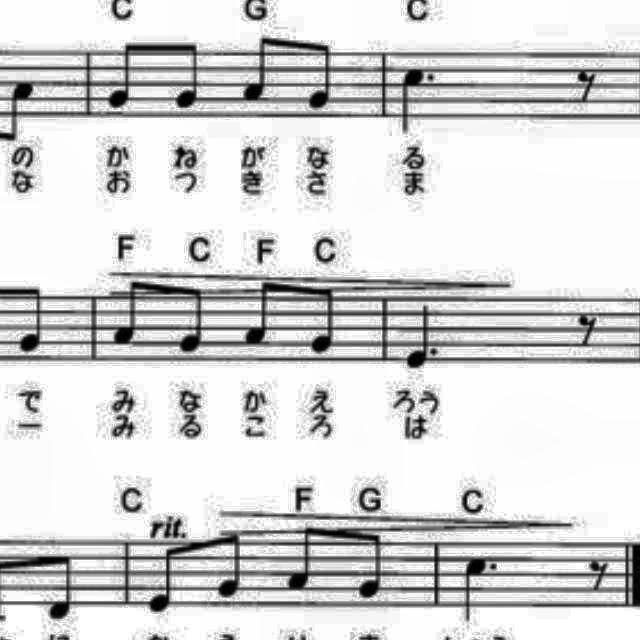 C G C
の か ね が な る
な お つ き さ ま
F C F C
で み な か え ろう
ー み る こ ろ は
C F G C
rit.